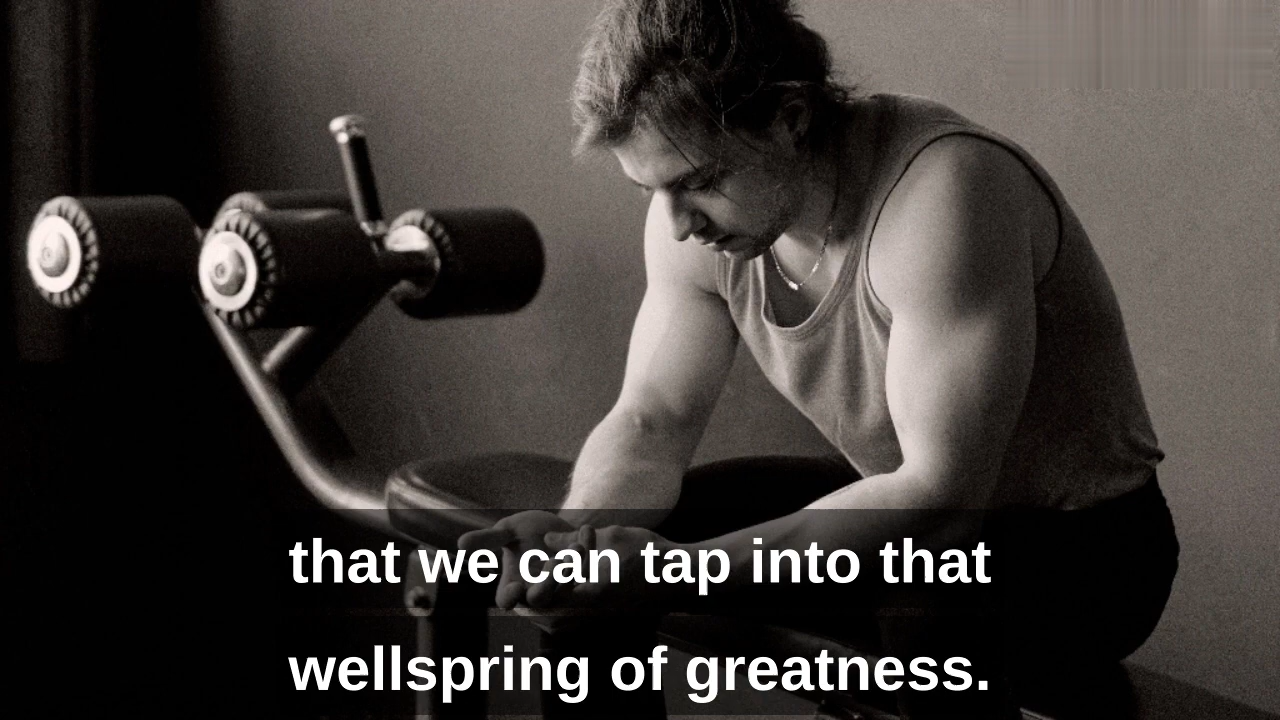 that we can tap into that
wellspring of greatness.